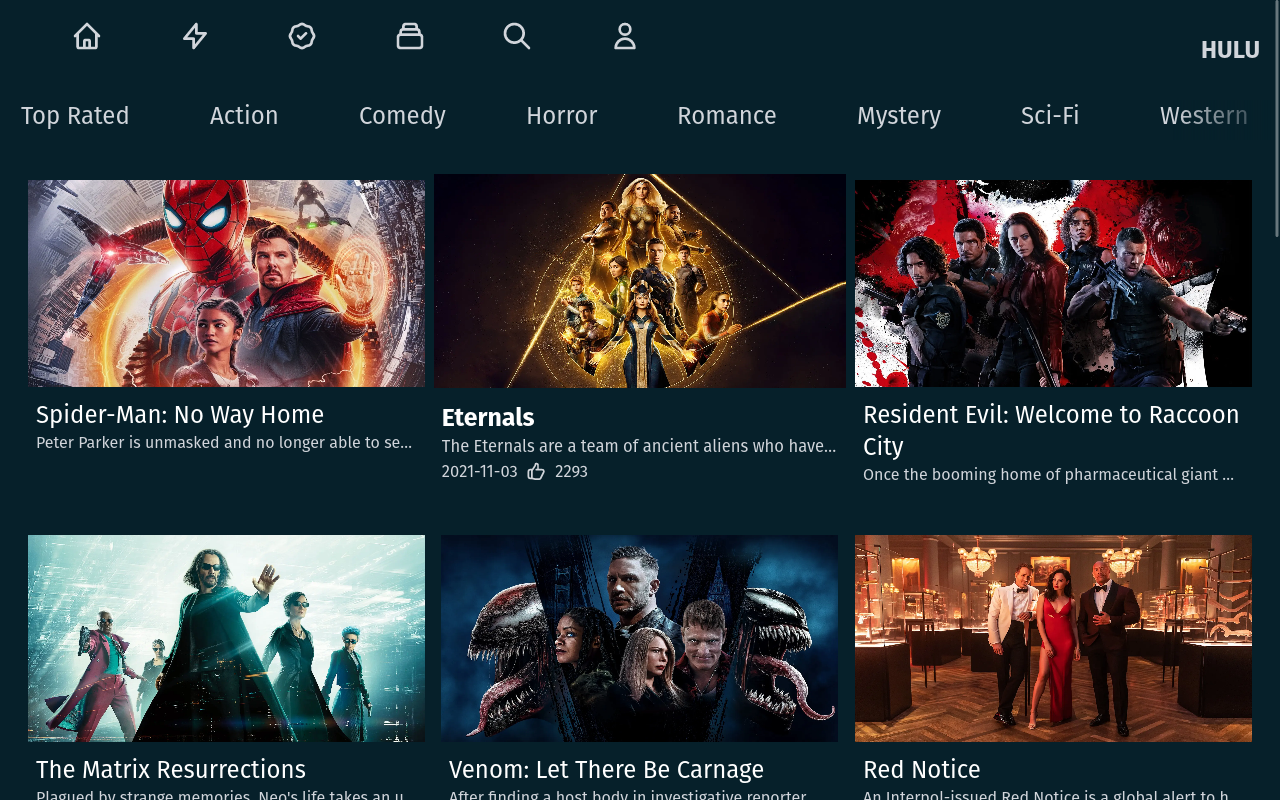 HULU
Top Rated Action Comedy Horror Romance Mystery Sci-Fi Western
Spider-Man: No Way Home
Peter Parker is unmasked and no longer able to se...
Eternals
The Eternals are a team of ancient aliens who have...
2021-11-03 2293
Resident Evil: Welcome to Raccoon
City
Once the booming home of pharmaceutical giant ...
The Matrix Resurrections
Plagued by strange memories, Neo's life takes an u...
Venom: Let There Be Carnage
After finding a host body in investigative reporter
Red Notice
An Interpol-issued Red Notice is a global alert to h...